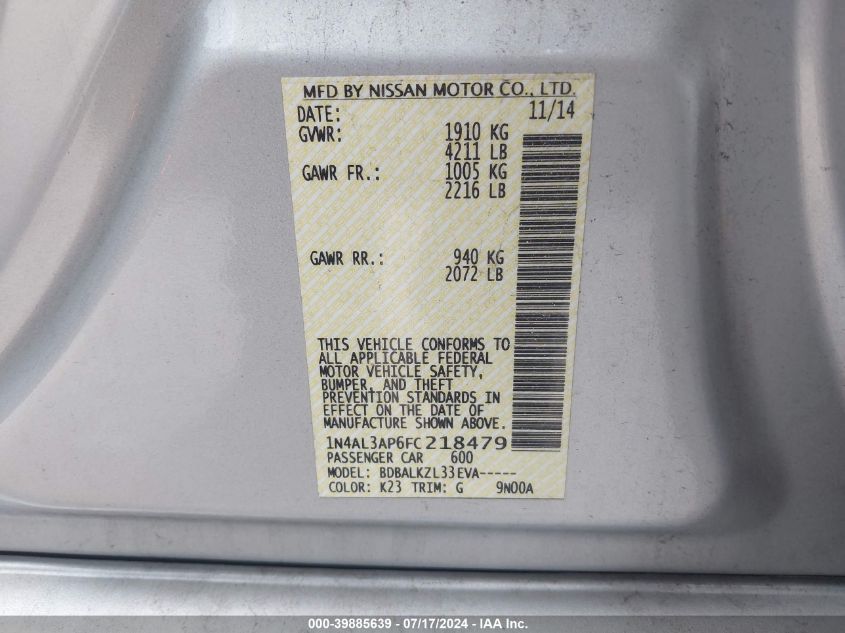 MFD BY NISSAN MOTOR CO., LTD.
DATE: 11/14
GVWR: 1910 KG
4211 LB
GAWR FR.: 1005 KG
2216 LB
GAWR RR.: 940 KG
2072 LB
THIS VEHICLE CONFORMS TO
ALL APPLICABLE FEDERAL
MOTOR VEHICLE SAFETY,
BUMPER, AND THEFT
PREVENTION STANDARDS IN
EFFECT ON THE DATE OF
MANUFACTURE SHOWN ABOVE.
1N4AL3AP6FC218479
PASSENGER CAR 600
MODEL: BDBALKZL33EVA-----
COLOR: K23 TRIM: G 9N00A
000-39885639 - 07/17/2024 - IAA Inc.